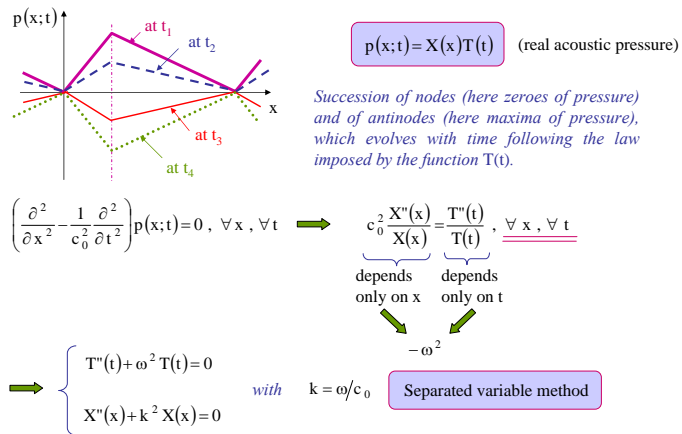 p(x;t)
at t₁
at t₂
x
at t₃
at t₄
p(x;t)=X(x)T(t) (real acoustic pressure)
Succession of nodes (here zeroes of pressure)
and of antinodes (here maxima of pressure),
which evolves with time following the law
imposed by the function T(t).
(∂²/∂x² − 1/c₀² ∂²/∂t²) p(x;t)=0 , ∀ x , ∀ t
c₀² X"(x)/X(x) = T"(t)/T(t) , ∀ x , ∀ t
depends only on x
depends only on t
−ω²
T"(t)+ω² T(t)=0
with k=ω/c₀ Separated variable method
X"(x)+k² X(x)=0